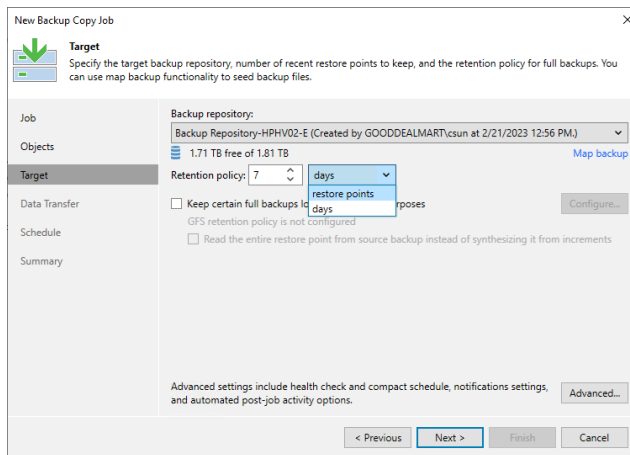 New Backup Copy Job
Target
Specify the target backup repository, number of recent restore points to keep, and the retention policy for full backups. You
can use map backup functionality to seed backup files.
Job
Objects
Target
Data Transfer
Schedule
Summary
Backup repository:
Backup Repository-HPHV02-E (Created by GOODDEALMART\csun at 2/21/2023 12:56 PM.)
1.71 TB free of 1.81 TB
Map backup
Retention policy: 7 days
restore points
days
Keep certain full backups lo rposes
Configure...
GFS retention policy is not configured
Read the entire restore point from source backup instead of synthesizing it from increments
Advanced settings include health check and compact schedule, notifications settings,
and automated post-job activity options.
Advanced...
< Previous
Next >
Finish
Cancel